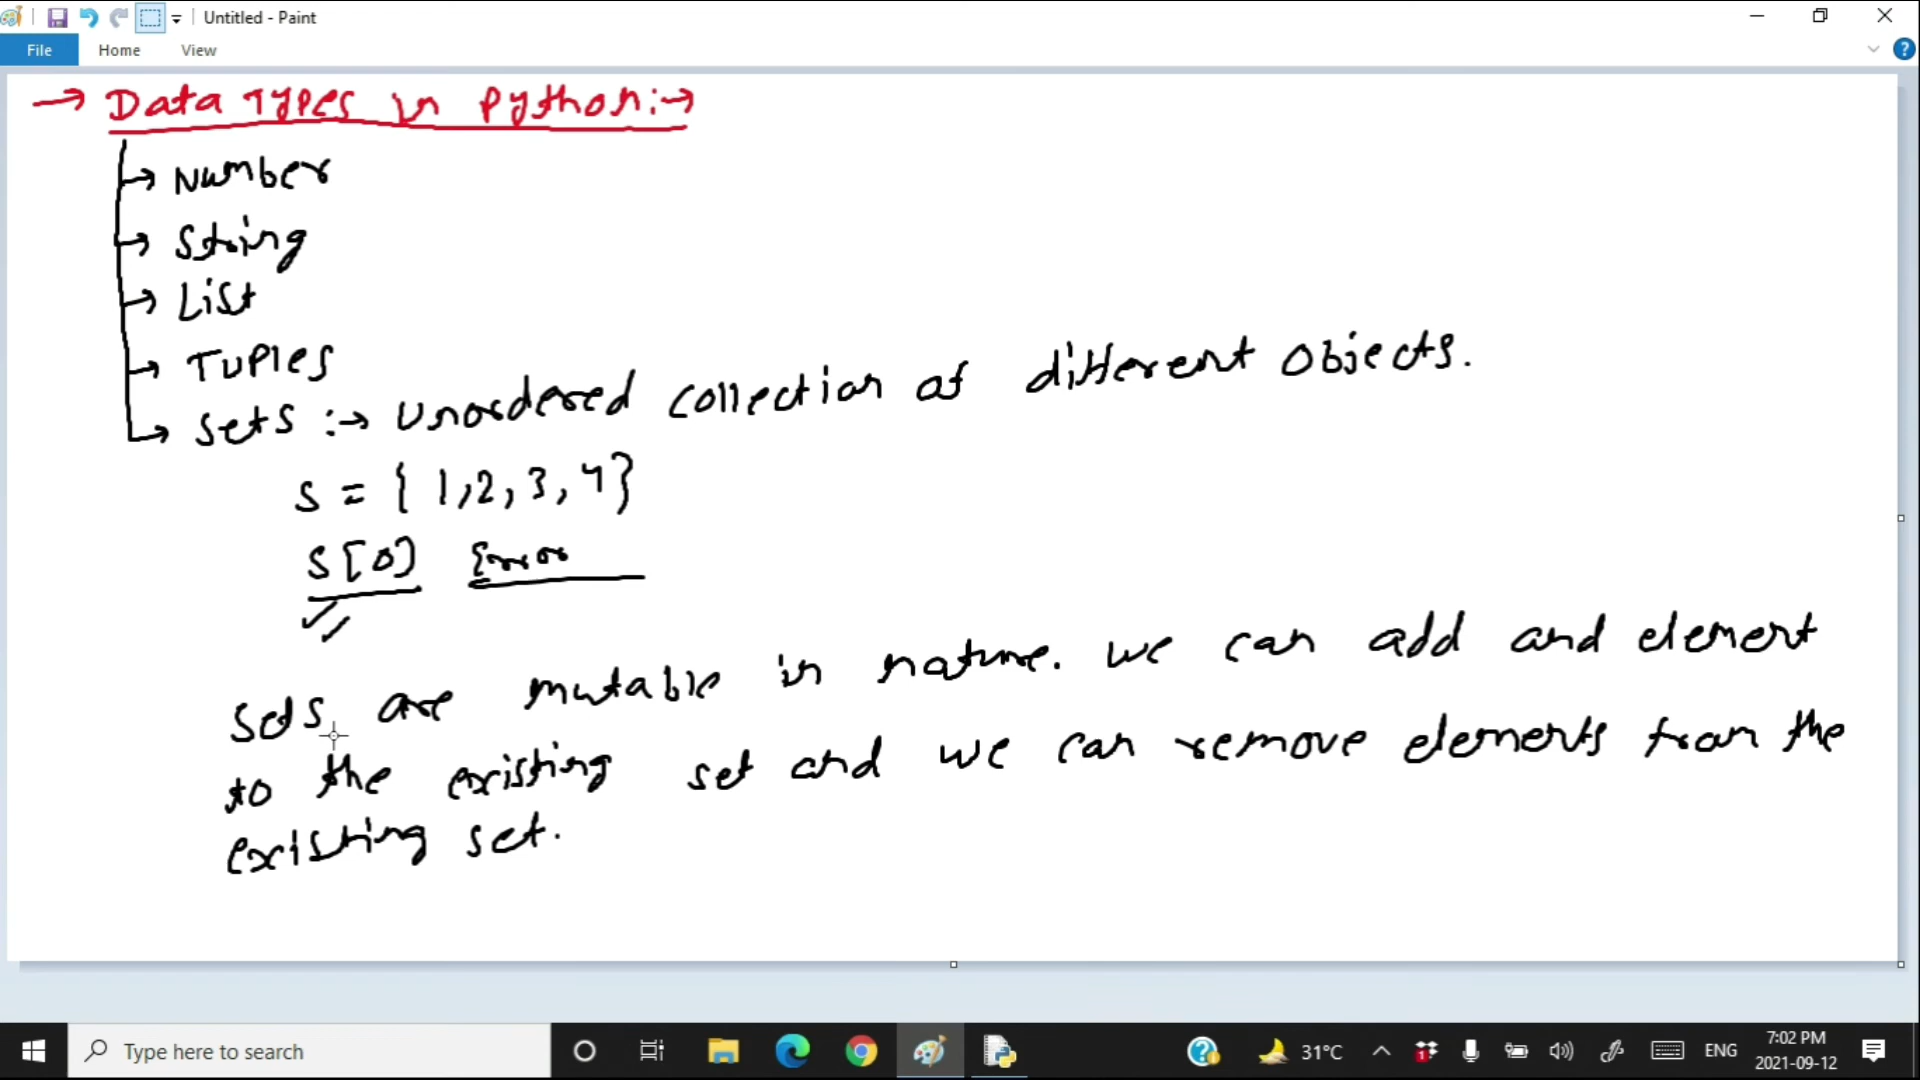 Untitled - Paint
File Home View
→ Data Types in Python:→
→ Number
→ String
→ List
→ Tuples
→ Sets :→ Unordered collection of different objects.
S = { 1,2,3,4}
S[0] Error
Sets are mutable in nature. We can add and element
to the existing set and we can remove elements from the
existing set.
Type here to search
31°C
ENG
7:02 PM
2021-09-12